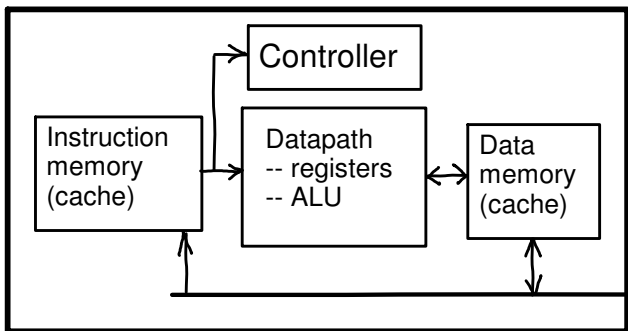 Controller
Instruction
memory
(cache)
Datapath
-- registers
-- ALU
Data
memory
(cache)